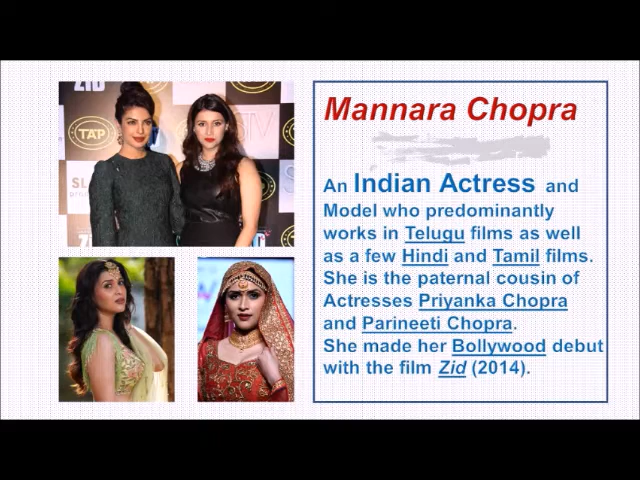 ZID
TAP
Mannara Chopra
An Indian Actress and
Model who predominantly
works in Telugu films as well
as a few Hindi and Tamil films.
She is the paternal cousin of
Actresses Priyanka Chopra
and Parineeti Chopra.
She made her Bollywood debut
with the film Zid (2014).